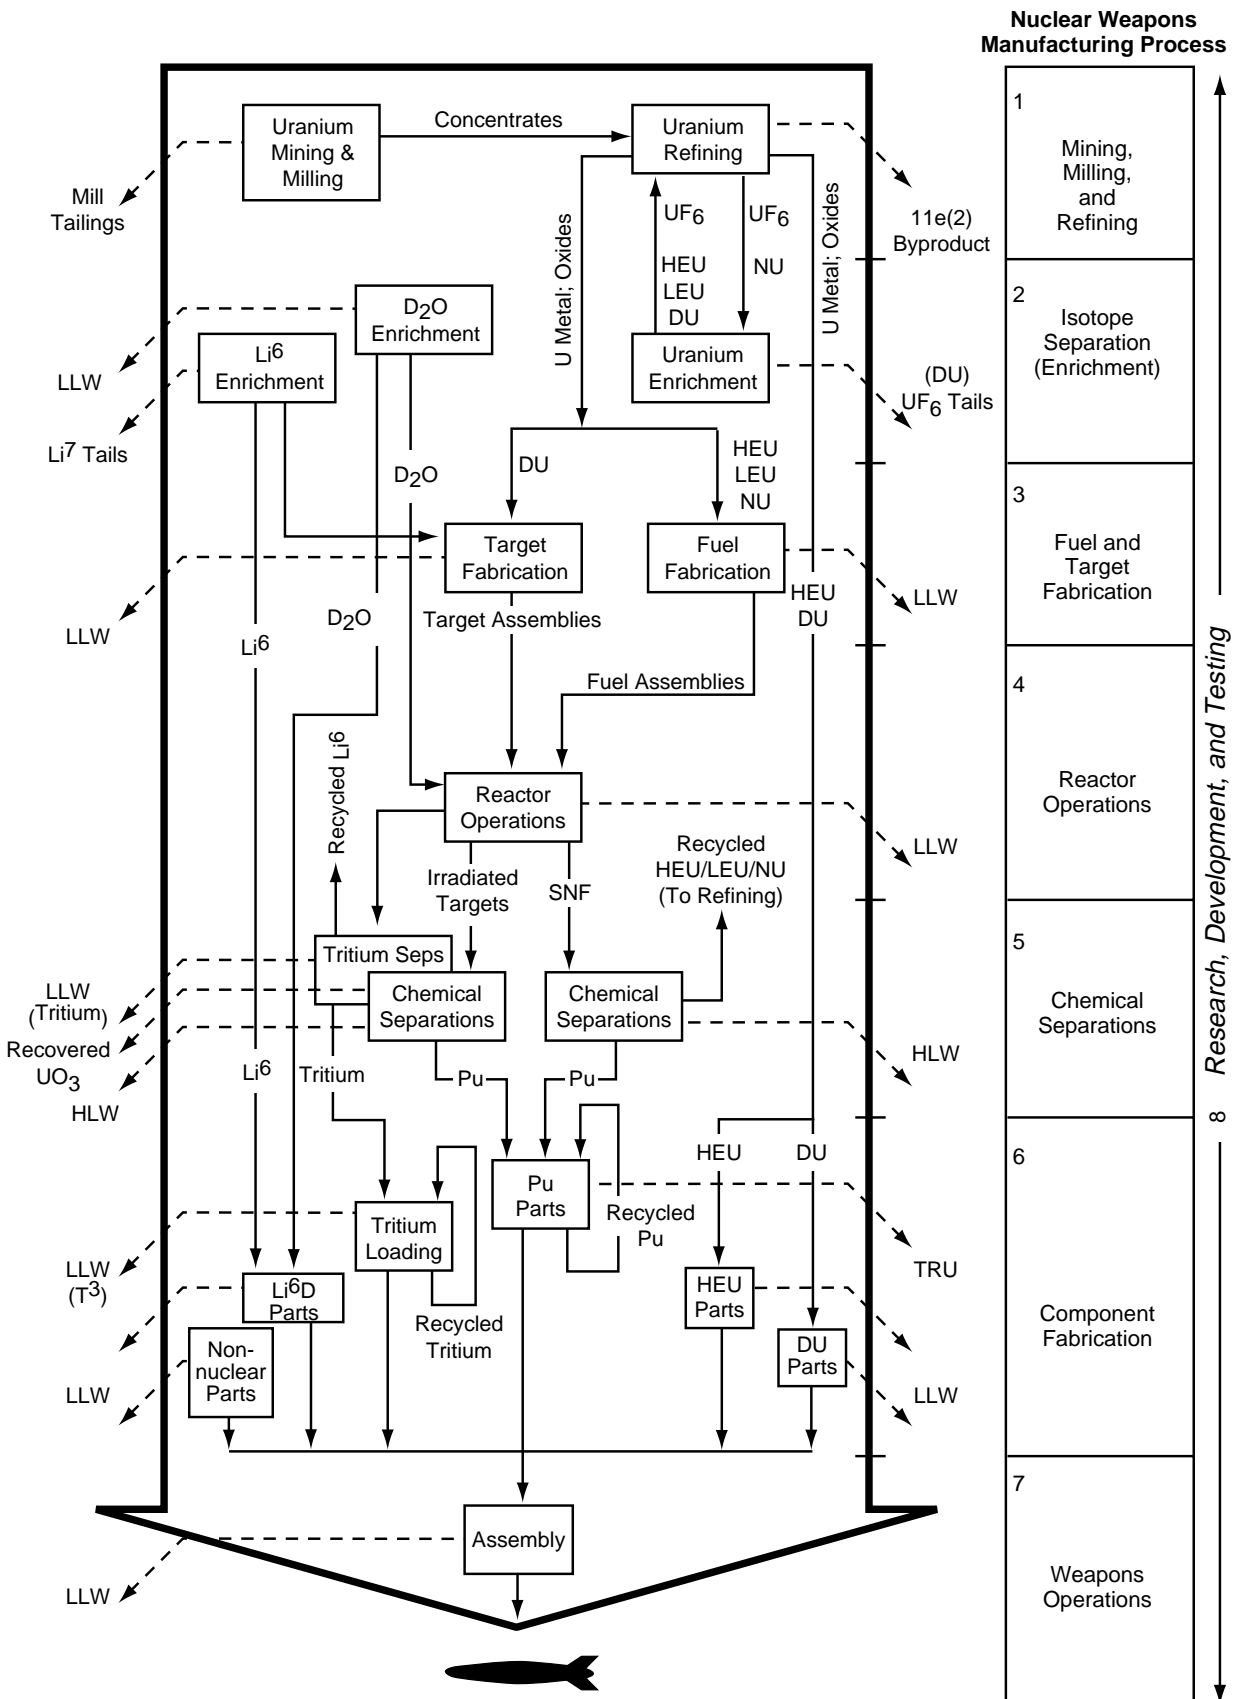 Nuclear Weapons
Manufacturing Process
Uranium
Mining &
Milling
Concentrates
Uranium
Refining
Mill
Tailings
11e(2)
Byproduct
UF6
HEU
LEU
DU
UF6
NU
U Metal; Oxides
U Metal; Oxides
D2O
Enrichment
Li6
Enrichment
Uranium
Enrichment
LLW
Li7 Tails
(DU)
UF6 Tails
D2O
DU
HEU
LEU
NU
Target
Fabrication
Fuel
Fabrication
LLW
LLW
HEU
DU
Li6
D2O
Target Assemblies
Fuel Assemblies
Recycled Li6
Reactor
Operations
LLW
Irradiated
Targets
SNF
Recycled
HEU/LEU/NU
(To Refining)
Tritium Seps
Chemical
Separations
Chemical
Separations
LLW
(Tritium)
Recovered
UO3
HLW
HLW
Li6
Tritium
Pu
Pu
HEU
DU
Pu
Parts
Recycled
Pu
Tritium
Loading
Recycled
Tritium
LLW
(T3)
TRU
Li6D
Parts
HEU
Parts
Non-
nuclear
Parts
DU
Parts
LLW
LLW
Assembly
LLW
1
Mining,
Milling,
and
Refining
2
Isotope
Separation
(Enrichment)
3
Fuel and
Target
Fabrication
4
Reactor
Operations
5
Chemical
Separations
6
Component
Fabrication
7
Weapons
Operations
8 Research, Development, and Testing